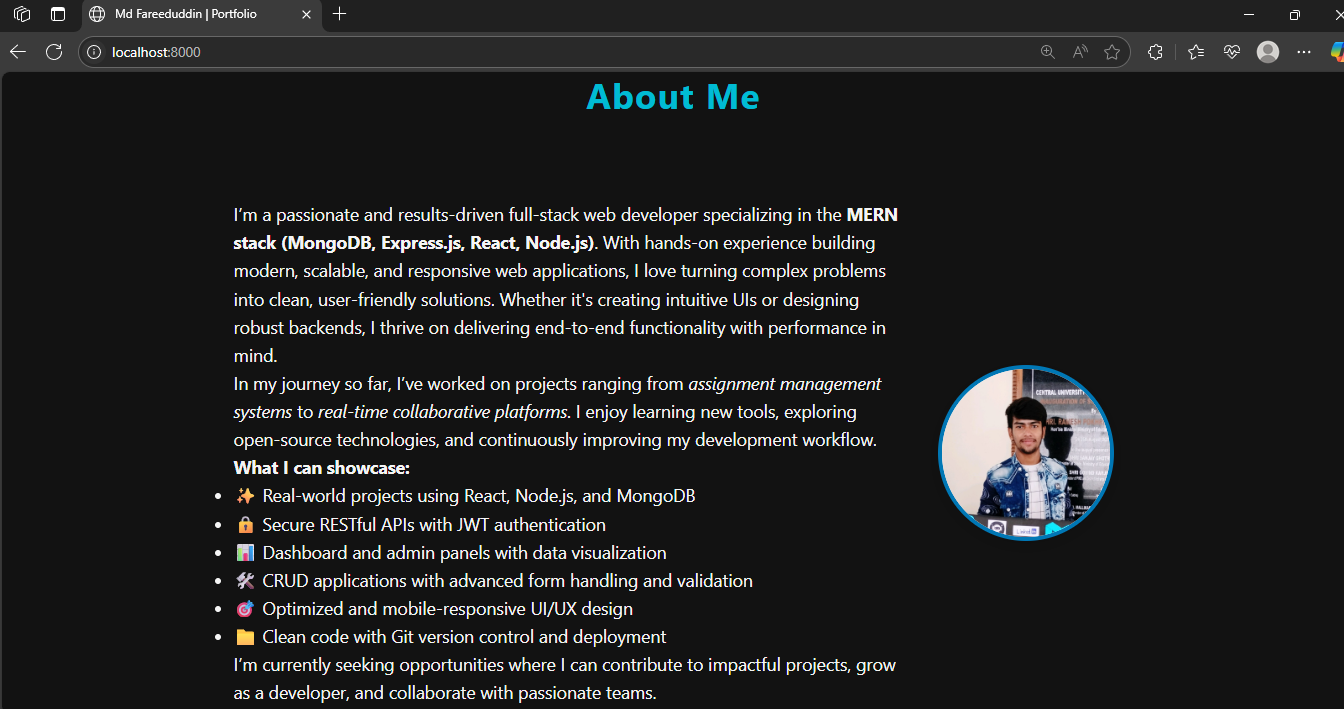 Md Fareeduddin | Portfolio
localhost:8000
About Me
I’m a passionate and results-driven full-stack web developer specializing in the MERN
stack (MongoDB, Express.js, React, Node.js). With hands-on experience building
modern, scalable, and responsive web applications, I love turning complex problems
into clean, user-friendly solutions. Whether it's creating intuitive UIs or designing
robust backends, I thrive on delivering end-to-end functionality with performance in
mind.
In my journey so far, I’ve worked on projects ranging from assignment management
systems to real-time collaborative platforms. I enjoy learning new tools, exploring
open-source technologies, and continuously improving my development workflow.
What I can showcase:
• ✨ Real-world projects using React, Node.js, and MongoDB
• 🔒 Secure RESTful APIs with JWT authentication
• 📊 Dashboard and admin panels with data visualization
• 🛠 CRUD applications with advanced form handling and validation
• 🎯 Optimized and mobile-responsive UI/UX design
• 📁 Clean code with Git version control and deployment
I’m currently seeking opportunities where I can contribute to impactful projects, grow
as a developer, and collaborate with passionate teams.
CENTRAL UNIVERSITY